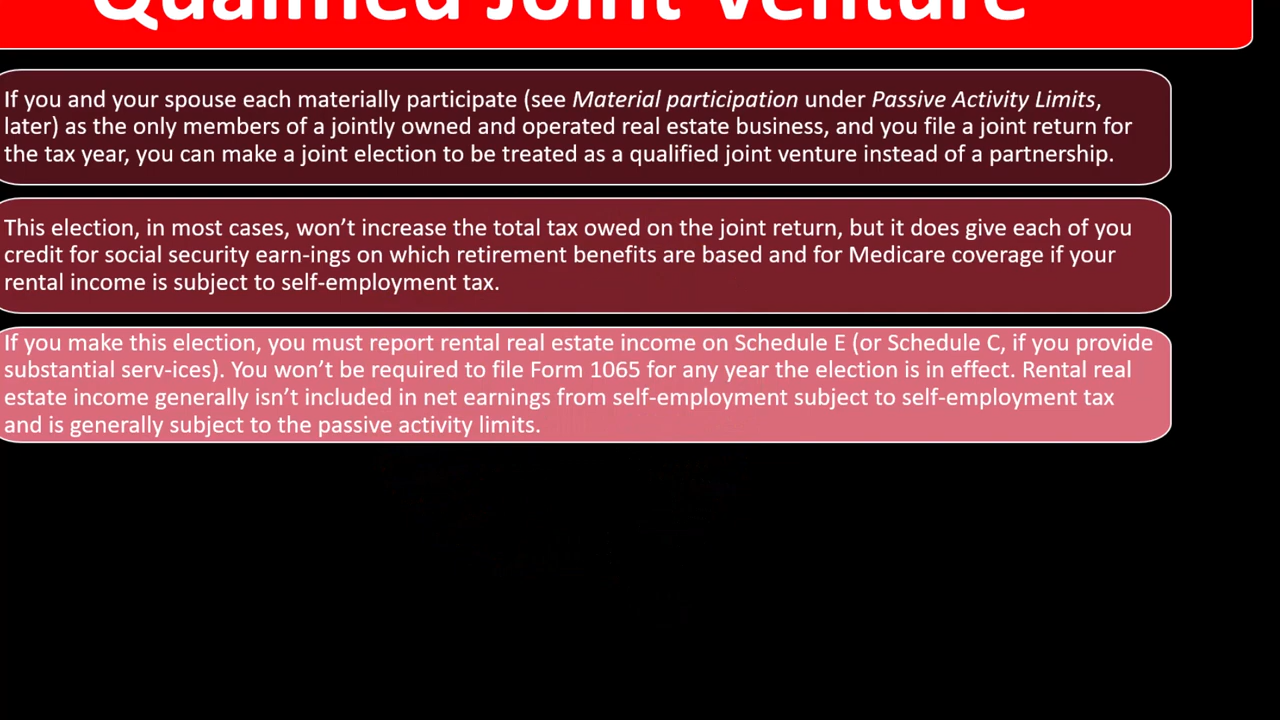 Qualified Joint Venture
If you and your spouse each materially participate (see Material participation under Passive Activity Limits,
later) as the only members of a jointly owned and operated real estate business, and you file a joint return for
the tax year, you can make a joint election to be treated as a qualified joint venture instead of a partnership.
This election, in most cases, won’t increase the total tax owed on the joint return, but it does give each of you
credit for social security earn-ings on which retirement benefits are based and for Medicare coverage if your
rental income is subject to self-employment tax.
If you make this election, you must report rental real estate income on Schedule E (or Schedule C, if you provide
substantial serv-ices). You won’t be required to file Form 1065 for any year the election is in effect. Rental real
estate income generally isn’t included in net earnings from self-employment subject to self-employment tax
and is generally subject to the passive activity limits.